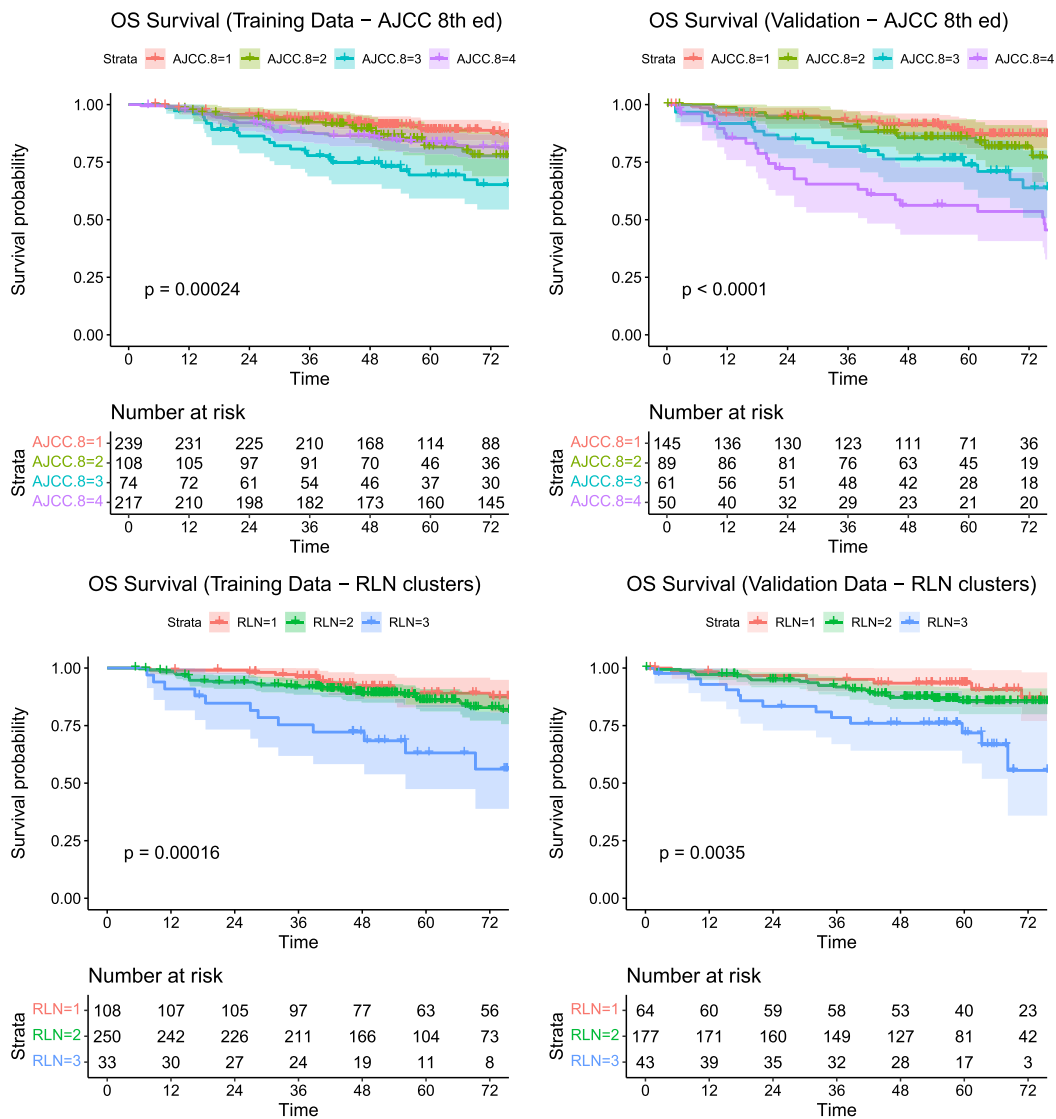 OS Survival (Training Data − AJCC 8th ed)
Strata AJCC.8=1 AJCC.8=2 AJCC.8=3 AJCC.8=4
Survival probability
1.00
0.75
0.50
0.25
0.00
p = 0.00024
0 12 24 36 48 60 72
Time
Number at risk
Strata
AJCC.8=1 239 231 225 210 168 114 88
AJCC.8=2 108 105 97 91 70 46 36
AJCC.8=3 74 72 61 54 46 37 30
AJCC.8=4 217 210 198 182 173 160 145
0 12 24 36 48 60 72
Time
OS Survival (Validation − AJCC 8th ed)
Strata AJCC.8=1 AJCC.8=2 AJCC.8=3 AJCC.8=4
Survival probability
1.00
0.75
0.50
0.25
0.00
p < 0.0001
0 12 24 36 48 60 72
Time
Number at risk
Strata
AJCC.8=1 145 136 130 123 111 71 36
AJCC.8=2 89 86 81 76 63 45 19
AJCC.8=3 61 56 51 48 42 28 18
AJCC.8=4 50 40 32 29 23 21 20
0 12 24 36 48 60 72
Time
OS Survival (Training Data − RLN clusters)
Strata RLN=1 RLN=2 RLN=3
Survival probability
1.00
0.75
0.50
0.25
0.00
p = 0.00016
0 12 24 36 48 60 72
Time
Number at risk
Strata
RLN=1 108 107 105 97 77 63 56
RLN=2 250 242 226 211 166 104 73
RLN=3 33 30 27 24 19 11 8
0 12 24 36 48 60 72
Time
OS Survival (Validation Data − RLN clusters)
Strata RLN=1 RLN=2 RLN=3
Survival probability
1.00
0.75
0.50
0.25
0.00
p = 0.0035
0 12 24 36 48 60 72
Time
Number at risk
Strata
RLN=1 64 60 59 58 53 40 23
RLN=2 177 171 160 149 127 81 42
RLN=3 43 39 35 32 28 17 3
0 12 24 36 48 60 72
Time